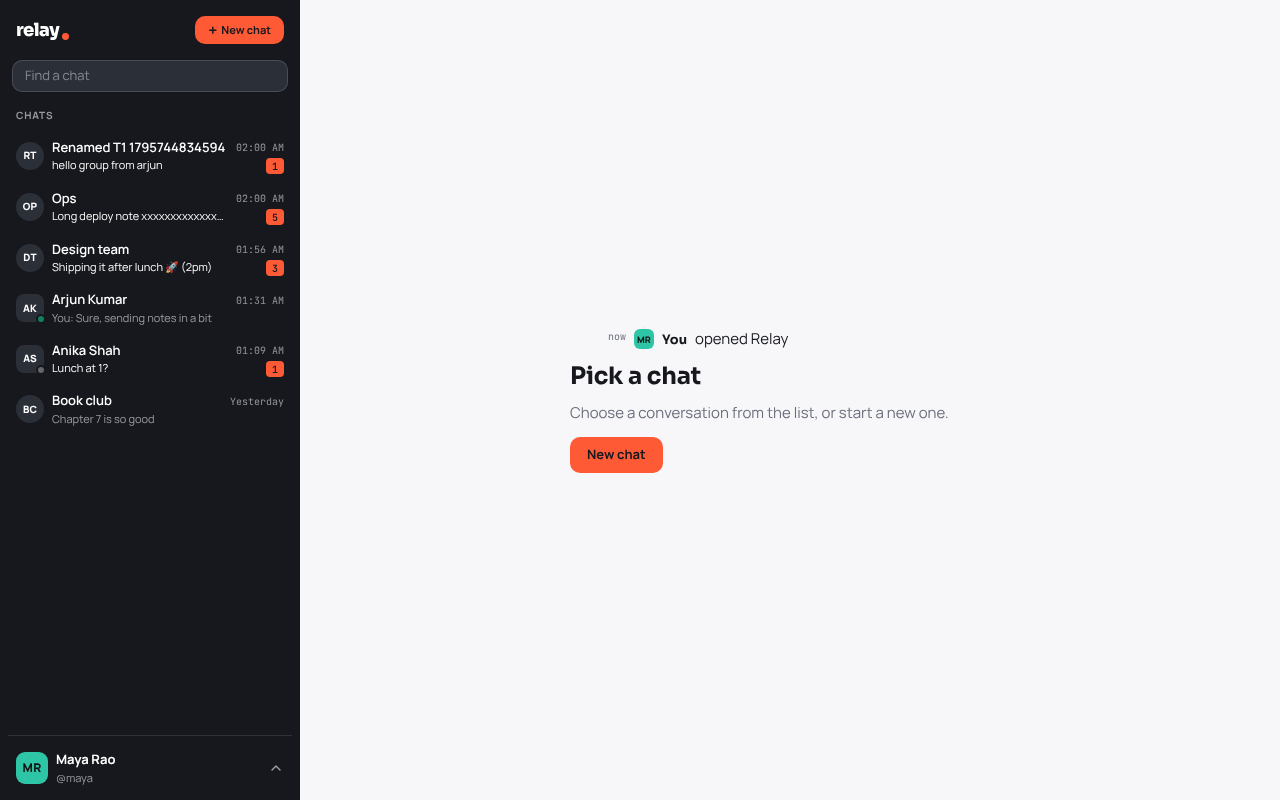 relay.
+ New chat
Find a chat
CHATS
RT Renamed T1 1795744834594 02:00 AM
hello group from arjun 1
OP Ops 02:00 AM
Long deploy note xxxxxxxxxxxxx... 5
DT Design team 01:56 AM
Shipping it after lunch 🚀 (2pm) 3
AK Arjun Kumar 01:31 AM
You: Sure, sending notes in a bit
AS Anika Shah 01:09 AM
Lunch at 1? 1
BC Book club Yesterday
Chapter 7 is so good
now MR You opened Relay
Pick a chat
Choose a conversation from the list, or start a new one.
New chat
MR Maya Rao
@maya